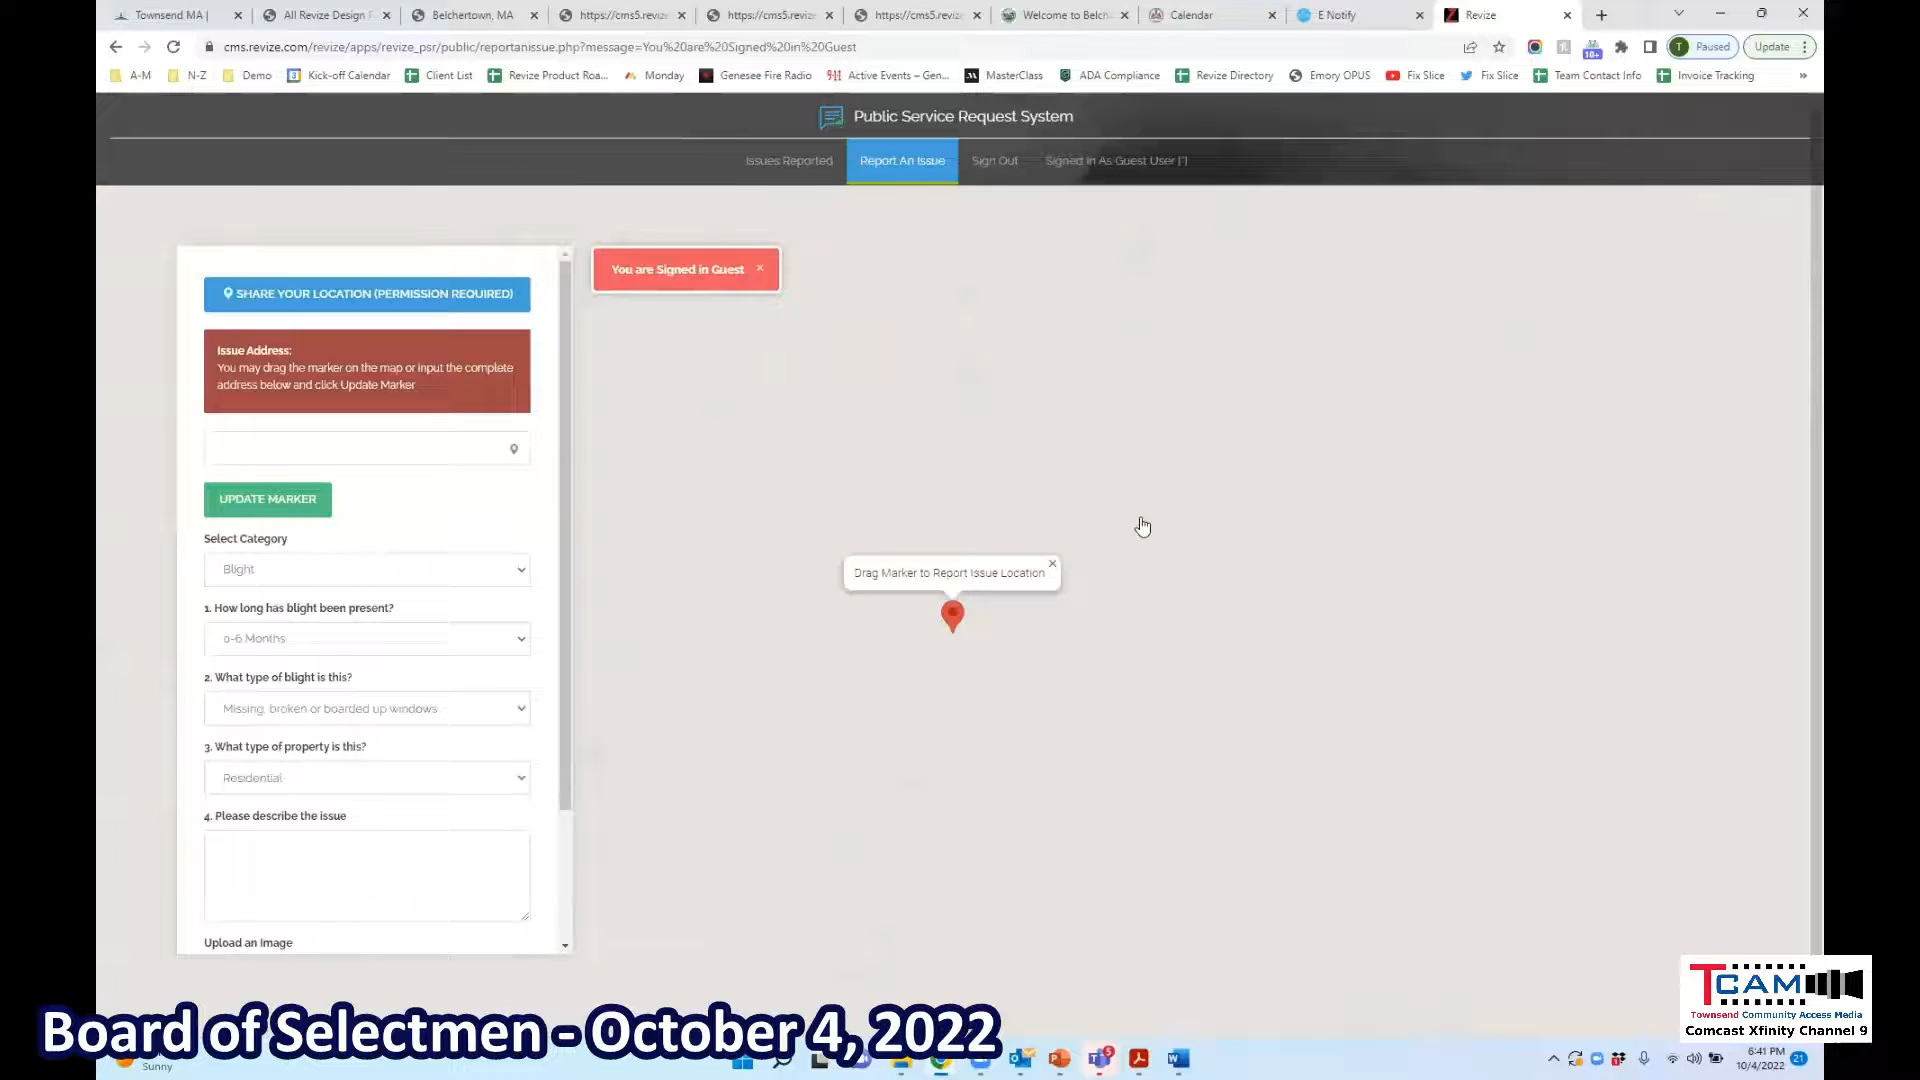 Townsend MA |
All Revize Design T
Belchertown, MA
https://cms5.revize
https://cms5.revize
https://cms5.revize
Welcome to Belch
Calendar
E Notify
Revize
cms.revize.com/revize/apps/revize_psr/public/reportanissue.php?message=You%20are%20Signed%20in%20Guest
10+
T
Paused
Update
A-M
N-Z
Demo
Kick-off Calendar
Client List
Revize Product Roa...
Monday
Genesee Fire Radio
Active Events – Gen...
MasterClass
ADA Compliance
Revize Directory
Emory OPUS
Fix Slice
Fix Slice
Team Contact Info
Invoice Tracking
»
Public Service Request System
Issues Reported
Report An Issue
Sign Out
Signed In As Guest User [']
You are Signed in Guest
SHARE YOUR LOCATION (PERMISSION REQUIRED)
Issue Address:
You may drag the marker on the map or input the complete
address below and click Update Marker
UPDATE MARKER
Select Category
Blight
1. How long has blight been present?
0-6 Months
2. What type of blight is this?
Missing, broken or boarded up windows
3. What type of property is this?
Residential
4. Please describe the issue
Upload an Image
Drag Marker to Report Issue Location
TCAM
Townsend Community Access Media
Comcast Xfinity Channel 9
Board of Selectmen - October 4, 2022
Sunny
6:41 PM
10/4/2022
21